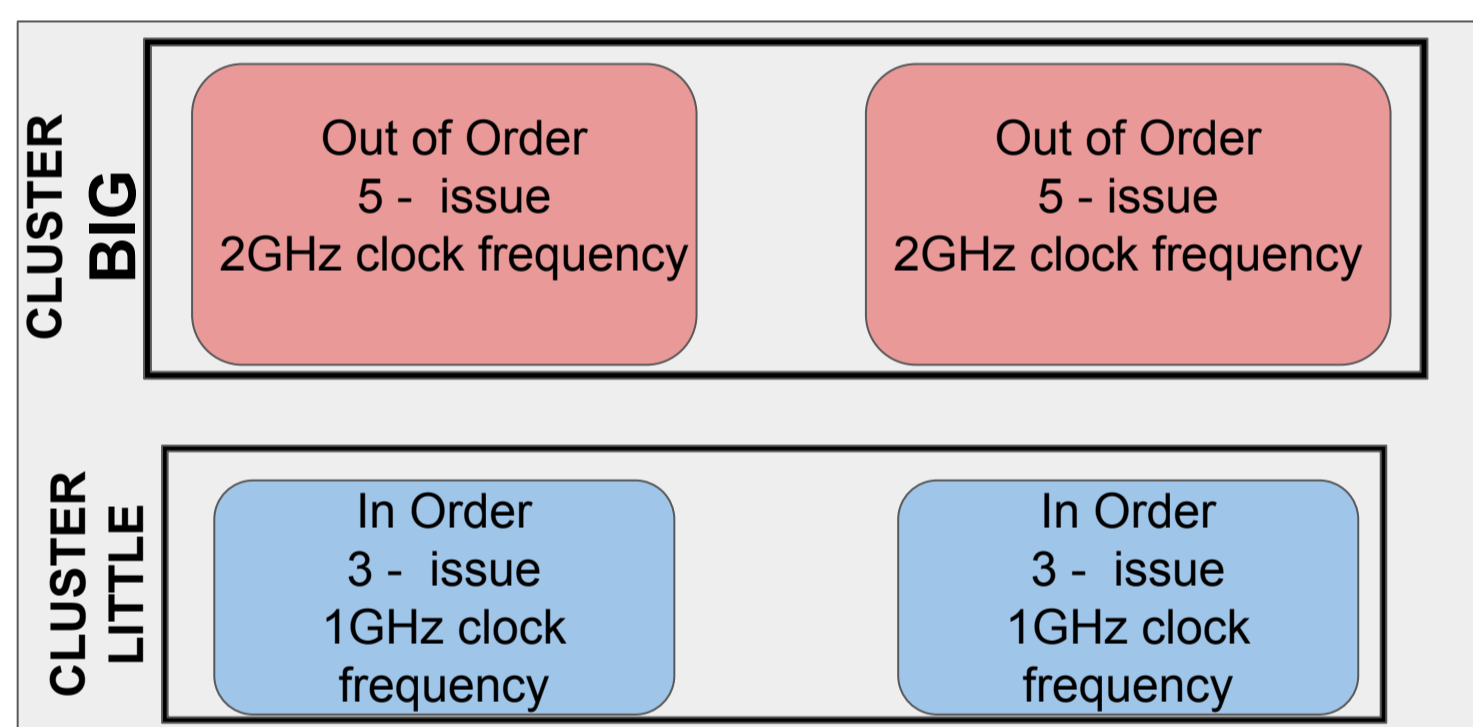 CLUSTER
BIG
Out of Order
5 -  issue
2GHz clock frequency
Out of Order
5 - issue
2GHz clock frequency
CLUSTER
LITTLE
In Order
3 -  issue
1GHz clock
frequency
In Order
3 -  issue
1GHz clock
frequency